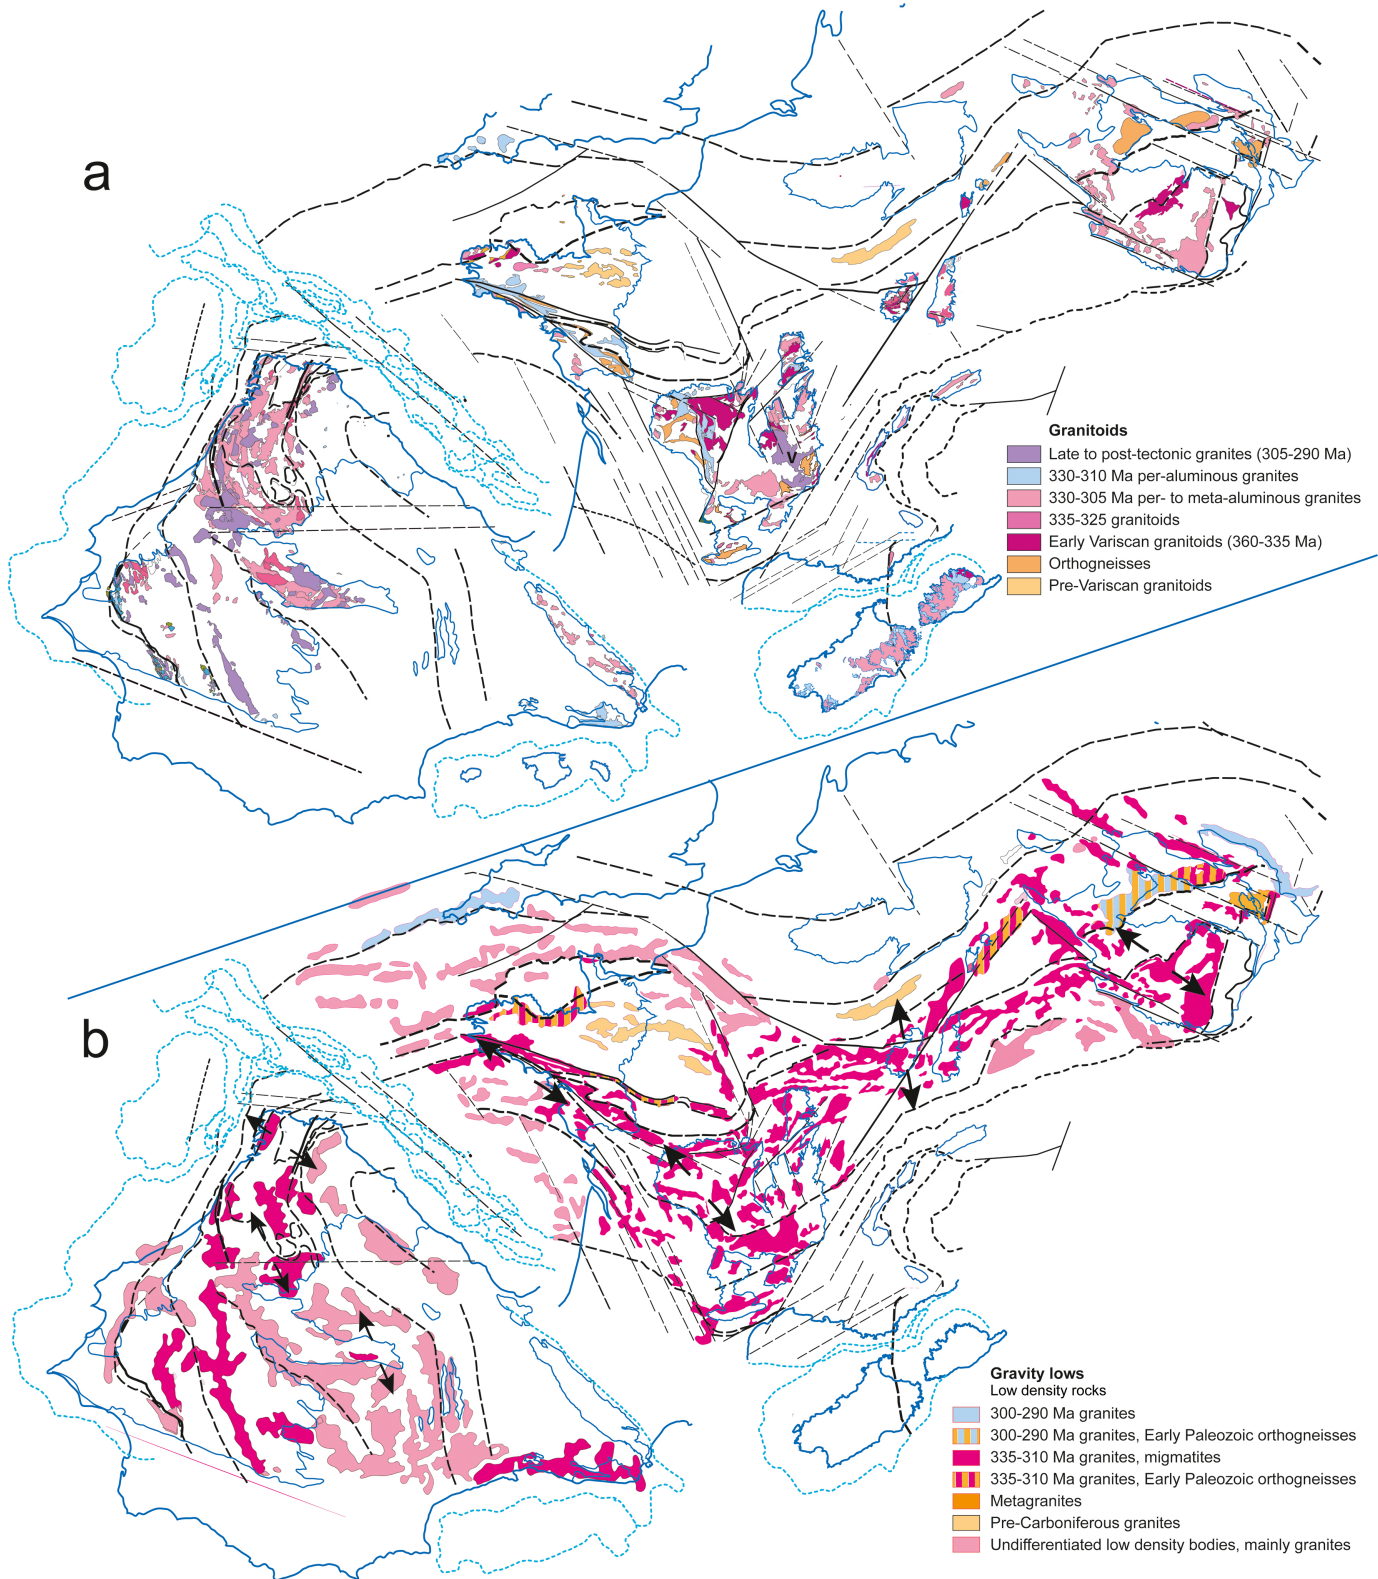 a
Granitoids
Late to post-tectonic granites (305-290 Ma)
330-310 Ma per-aluminous granites
330-305 Ma per- to meta-aluminous granites
335-325 granitoids
Early Variscan granitoids (360-335 Ma)
Orthogneisses
Pre-Variscan granitoids
v
b
Gravity lows
Low density rocks
300-290 Ma granites
300-290 Ma granites, Early Paleozoic orthogneisses
335-310 Ma granites, migmatites
335-310 Ma granites, Early Paleozoic orthogneisses
Metagranites
Pre-Carboniferous granites
Undifferentiated low density bodies, mainly granites